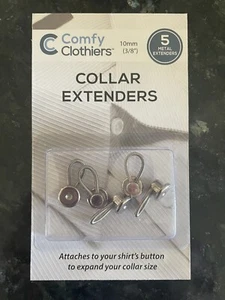 Comfy
Clothiers™
10mm
(3/8")
5
METAL
EXTENDERS
COLLAR
EXTENDERS
Attaches to your shirt's button
to expand your collar size